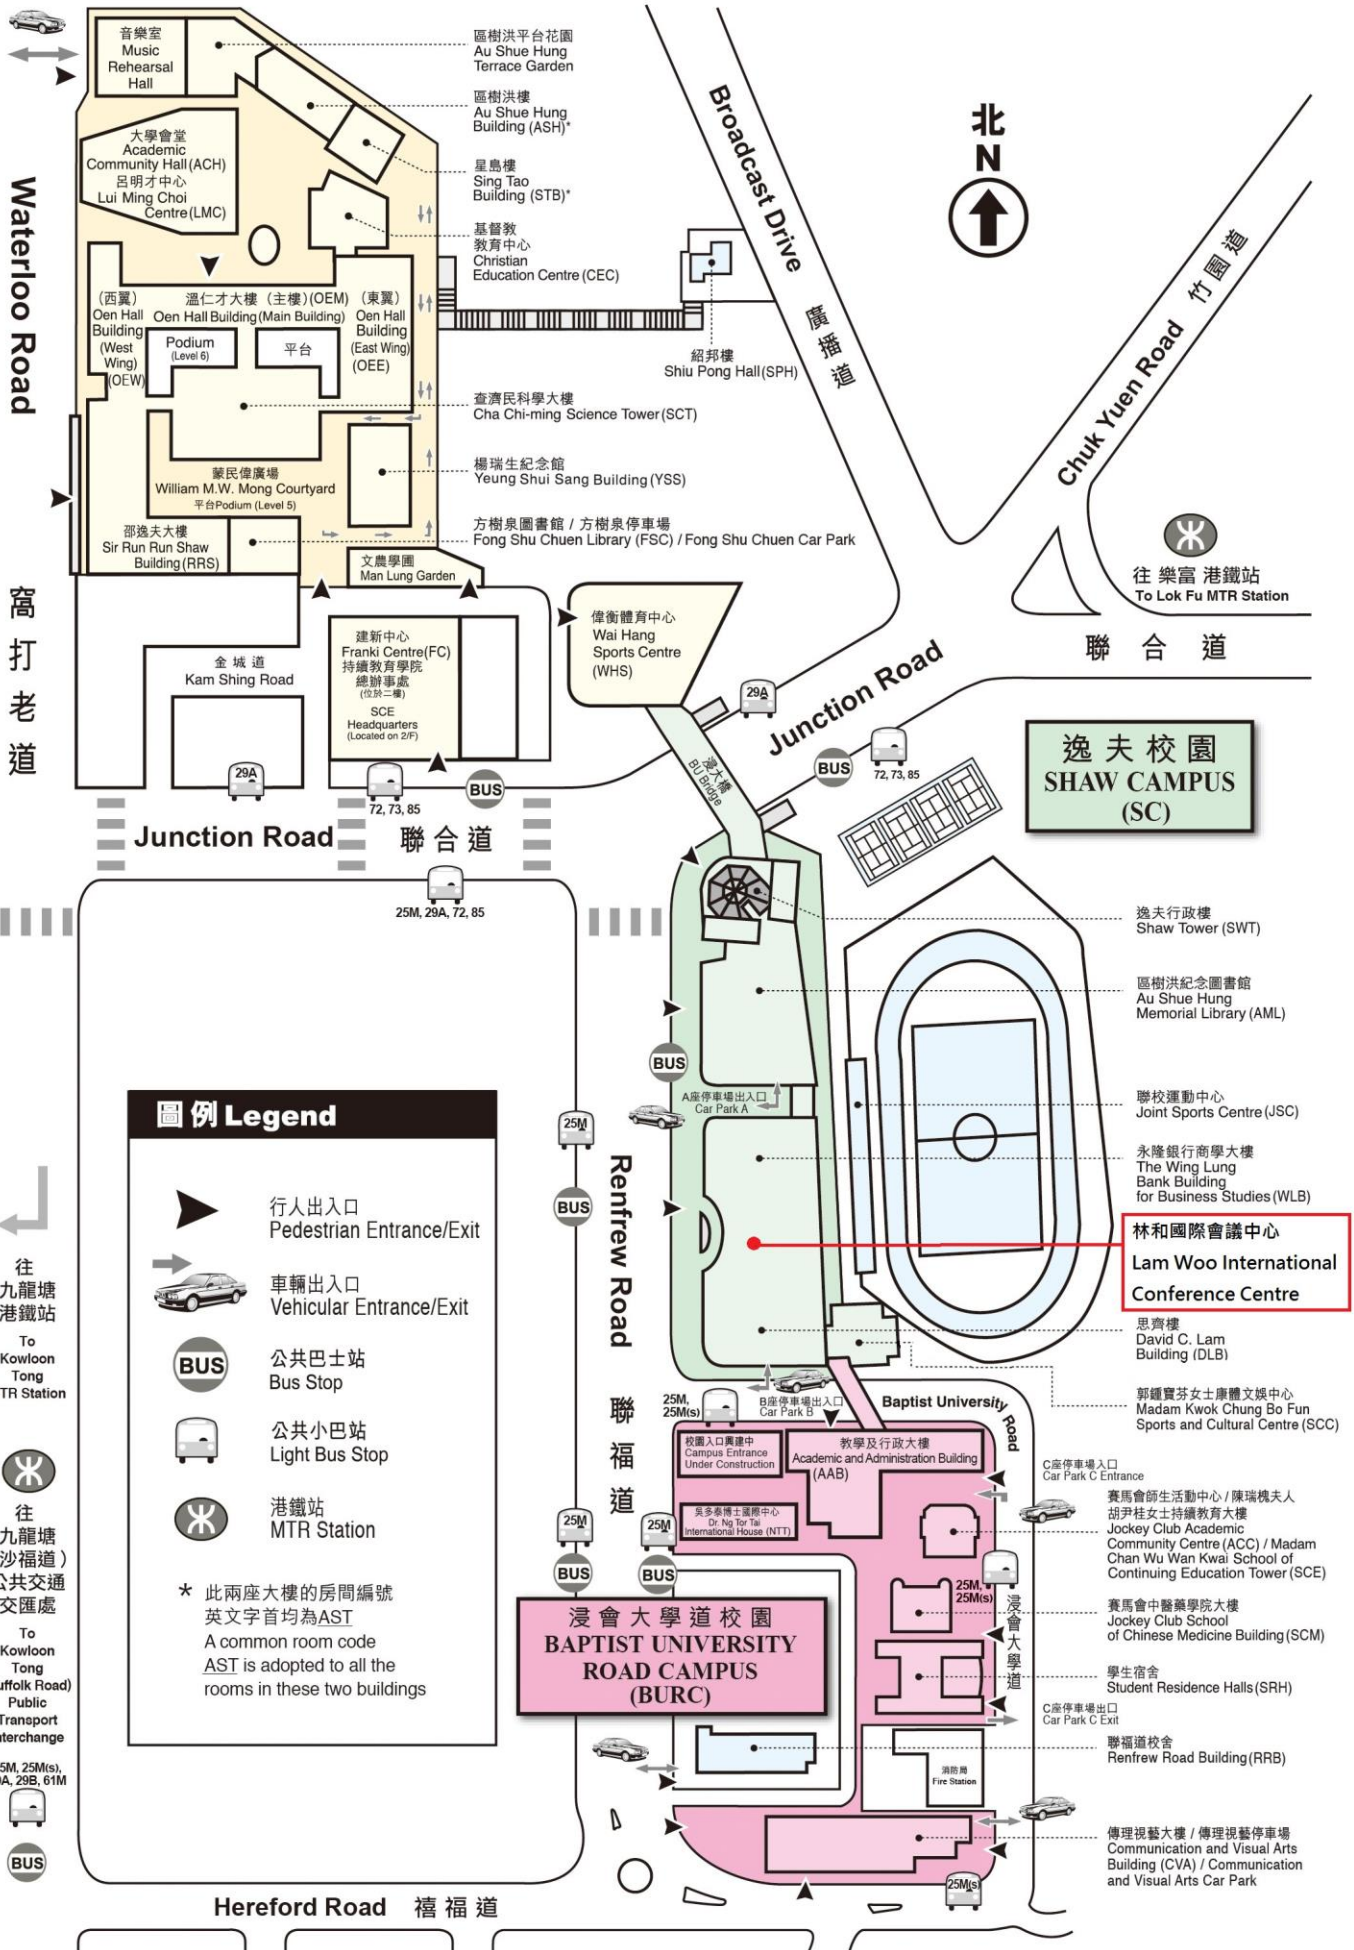 音樂室
Music
Rehearsal
Hall
區樹洪平台花園
Au Shue Hung
Terrace Garden
區樹洪樓
Au Shue Hung
Building (ASH)*
大學會堂
Academic
Community Hall (ACH)
呂明才中心
Lui Ming Choi
Centre (LMC)
星島樓
Sing Tao
Building (STB)*
基督教
教育中心
Christian
Education Centre (CEC)
Waterloo Road
窩打老道
(西翼)
Oen Hall
Building
(West
Wing)
(OEW)
溫仁才大樓 (主樓) (OEM)
Oen Hall Building (Main Building)
(東翼)
Oen Hall
Building
(East Wing)
(OEE)
Podium
(Level 6)
平台
紹邦樓
Shiu Pong Hall (SPH)
查濟民科學大樓
Cha Chi-ming Science Tower (SCT)
蒙民偉廣場
William M.W. Mong Courtyard
平台Podium (Level 5)
楊瑞生紀念館
Yeung Shui Sang Building (YSS)
邵逸夫大樓
Sir Run Run Shaw
Building (RRS)
方樹泉圖書館 / 方樹泉停車場
Fong Shu Chuen Library (FSC) / Fong Shu Chuen Car Park
文農學圃
Man Lung Garden
Broadcast Drive
廣播道
北
N
Chuk Yuen Road 竹園道
往 樂富 港鐵站
To Lok Fu MTR Station
聯合道
金城道
Kam Shing Road
建新中心
Franki Centre(FC)
持續教育學院
總辦事處
(位於二樓)
SCE
Headquarters
(Located on 2/F)
偉衡體育中心
Wai Hang
Sports Centre
(WHS)
29A
Junction Road
BUS
72, 73, 85
浸大橋
BU Bridge
逸夫校園
SHAW CAMPUS
(SC)
29A
72, 73, 85
BUS
Junction Road 聯合道
25M, 29A, 72, 85
逸夫行政樓
Shaw Tower (SWT)
區樹洪紀念圖書館
Au Shue Hung
Memorial Library (AML)
BUS
A座停車場出入口
Car Park A
聯校運動中心
Joint Sports Centre (JSC)
永隆銀行商學大樓
The Wing Lung
Bank Building
for Business Studies (WLB)
林和國際會議中心
Lam Woo International
Conference Centre
思齊樓
David C. Lam
Building (DLB)
郭鍾寶芬女士康體文娛中心
Madam Kwok Chung Bo Fun
Sports and Cultural Centre (SCC)
25M
BUS
Renfrew Road
聯福道
圖例 Legend
行人出入口
Pedestrian Entrance/Exit
車輛出入口
Vehicular Entrance/Exit
BUS
公共巴士站
Bus Stop
公共小巴站
Light Bus Stop
港鐵站
MTR Station
* 此兩座大樓的房間編號
英文字首均為AST
A common room code
AST is adopted to all the
rooms in these two buildings
往
九龍塘
港鐵站
To
Kowloon
Tong
TR Station
往
九龍塘
沙福道)
公共交通
交匯處
To
Kowloon
Tong
uffolk Road)
Public
Transport
nterchange
5M, 25M(s),
9A, 29B, 61M
BUS
25M,
25M(s)
B座停車場出入口
Car Park B
Baptist University Road
校園入口興建中
Campus Entrance
Under Construction
教學及行政大樓
Academic and Administration Building
(AAB)
吳多泰博士國際中心
Dr. Ng Tor Tai
International House (NTT)
C座停車場入口
Car Park C Entrance
賽馬會師生活動中心 / 陳瑞槐夫人
胡尹桂女士持續教育大樓
Jockey Club Academic
Community Centre (ACC) / Madam
Chan Wu Wan Kwai School of
Continuing Education Tower (SCE)
25M
BUS
25M
BUS
25M,
25M(s)
浸會大學道
賽馬會中醫藥學院大樓
Jockey Club School
of Chinese Medicine Building (SCM)
浸會大學道校園
BAPTIST UNIVERSITY
ROAD CAMPUS
(BURC)
學生宿舍
Student Residence Halls (SRH)
C座停車場出口
Car Park C Exit
聯福道校舍
Renfrew Road Building (RRB)
消防局
Fire Station
傳理視藝大樓 / 傳理視藝停車場
Communication and Visual Arts
Building (CVA) / Communication
and Visual Arts Car Park
25M(s)
Hereford Road 禧福道